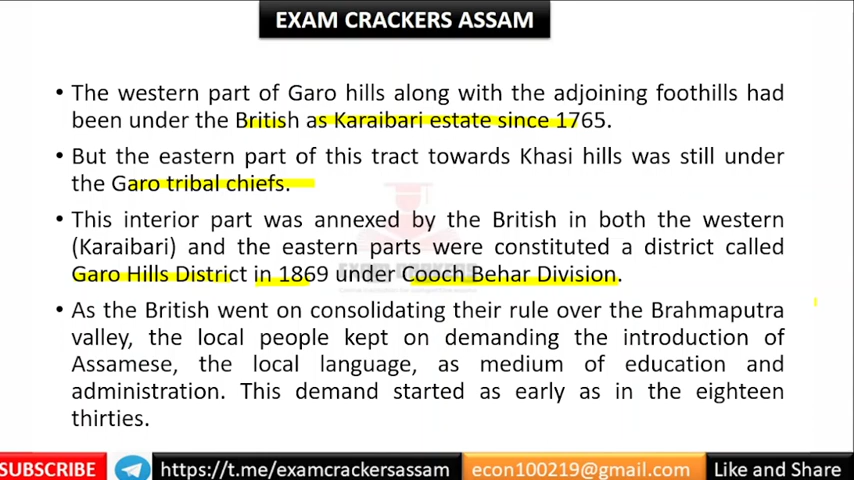 EXAM CRACKERS ASSAM
• The western part of Garo hills along with the adjoining foothills had
been under the British as Karaibari estate since 1765.
• But the eastern part of this tract towards Khasi hills was still under
the Garo tribal chiefs.
• This interior part was annexed by the British in both the western
(Karaibari) and the eastern parts were constituted a district called
Garo Hills District in 1869 under Cooch Behar Division.
• As the British went on consolidating their rule over the Brahmaputra
valley, the local people kept on demanding the introduction of
Assamese, the local language, as medium of education and
administration. This demand started as early as in the eighteen
thirties.
SUBSCRIBE https://t.me/examcrackersassam econ100219@gmail.com Like and Share